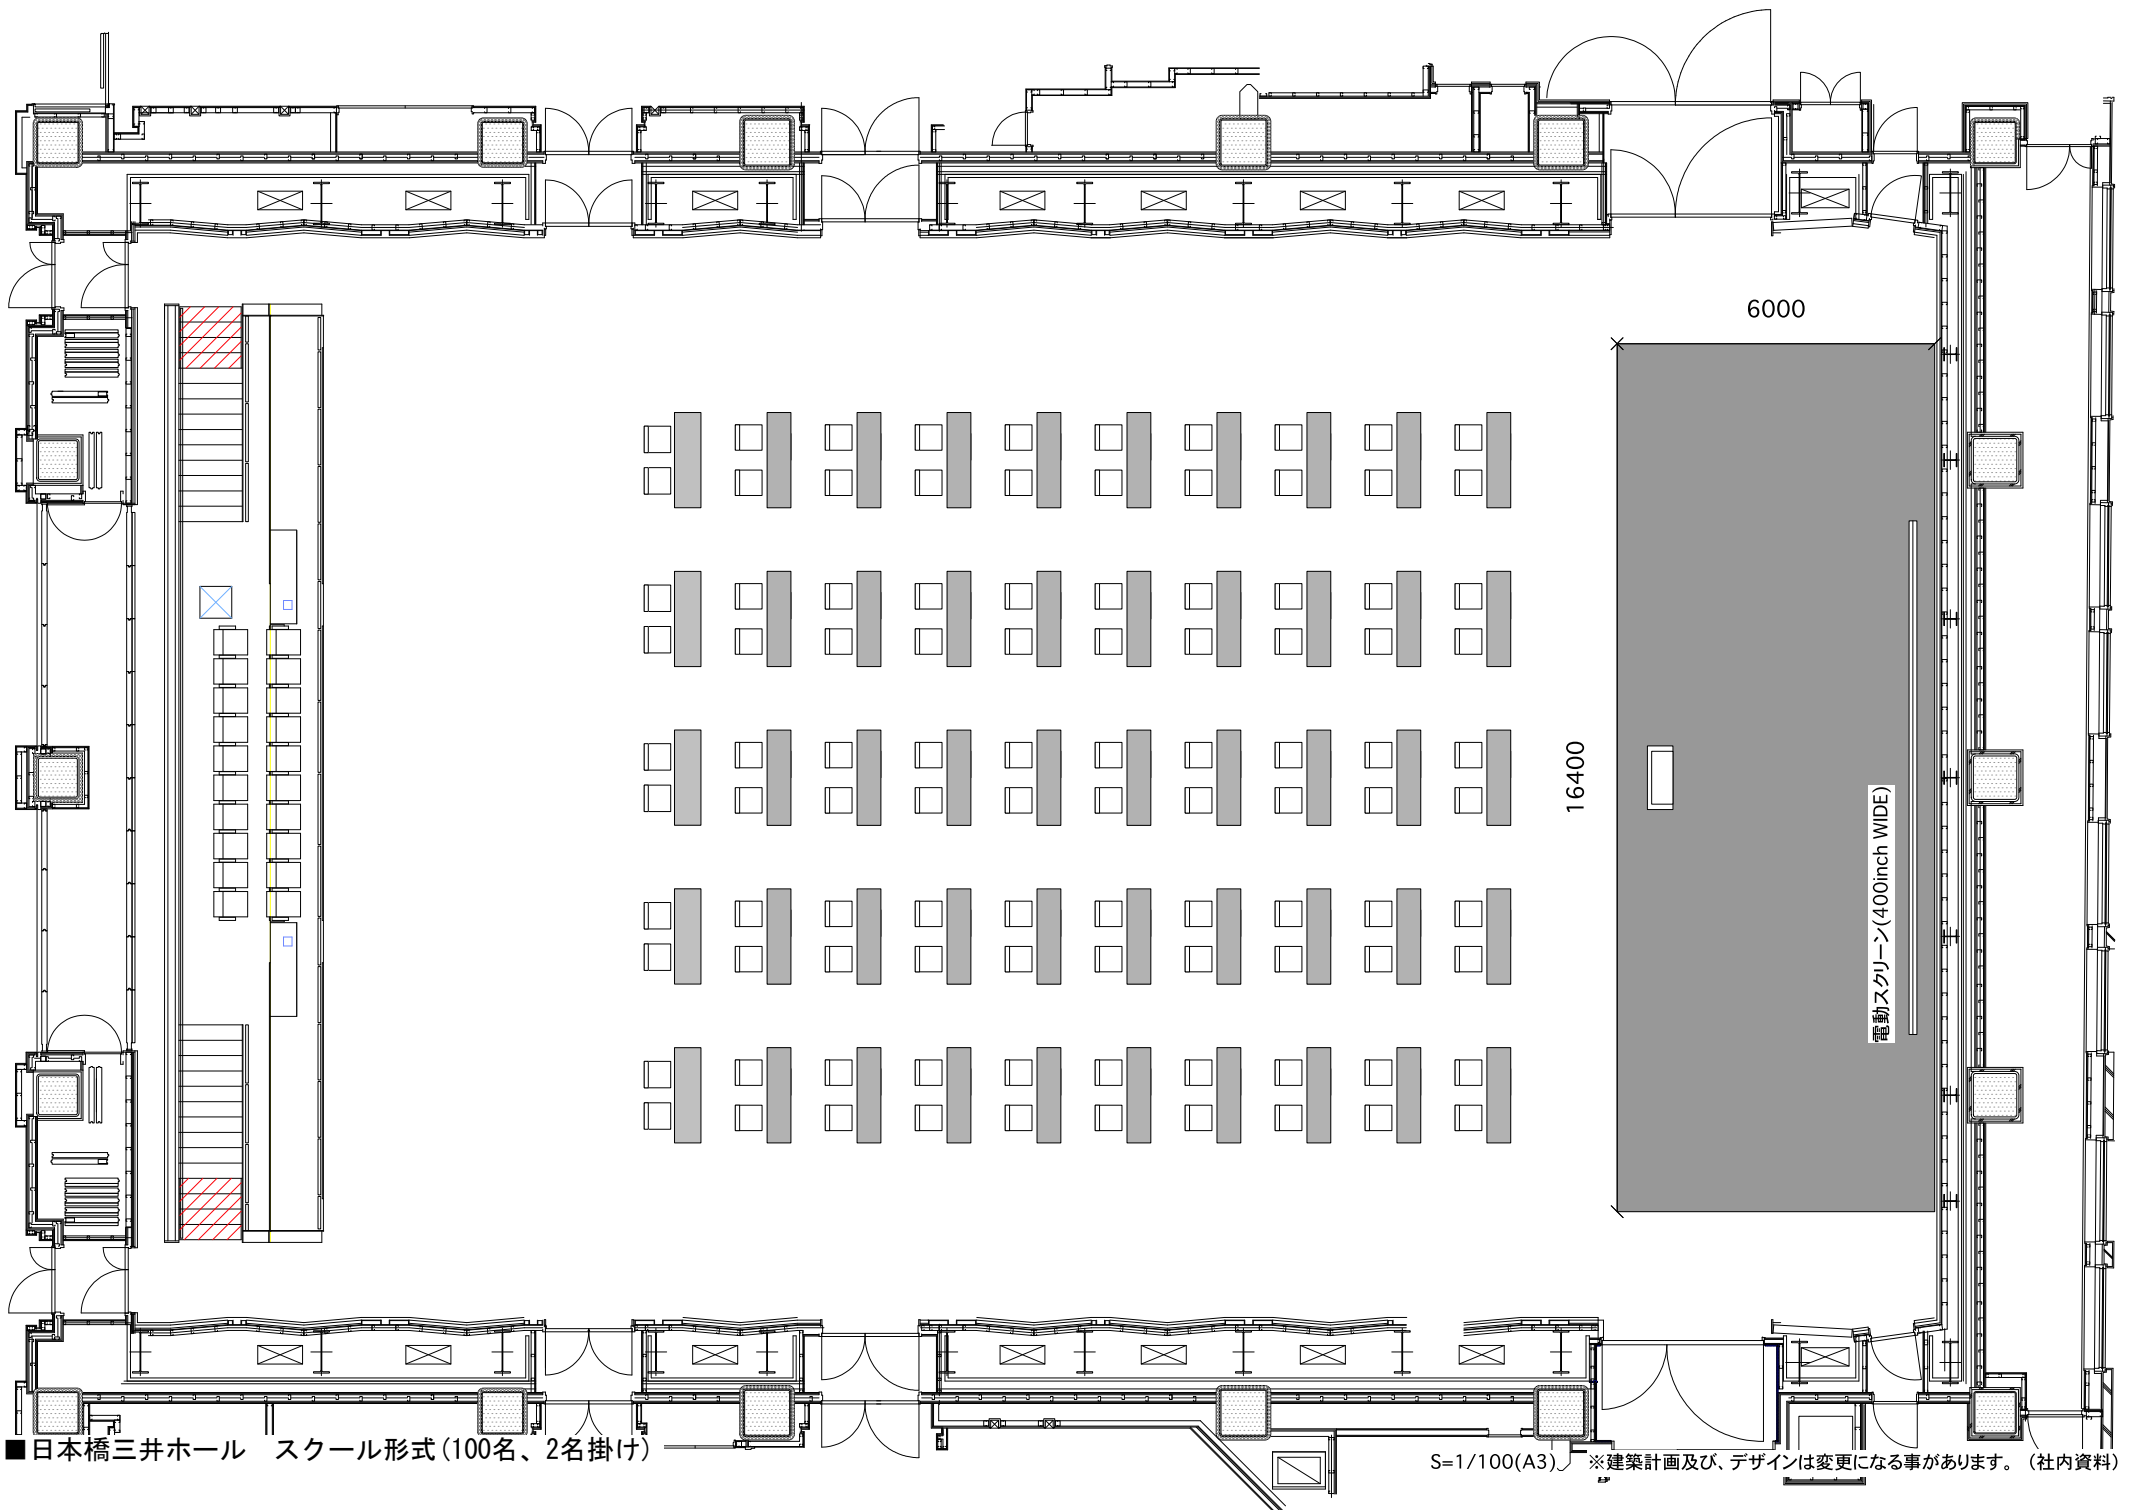 6000
16400
電動スクリーン(400inch WIDE)
■日本橋三井ホール　スクール形式(100名、2名掛け)
S=1/100(A3)
※建築計画及び、デザインは変更になる事があります。（社内資料）